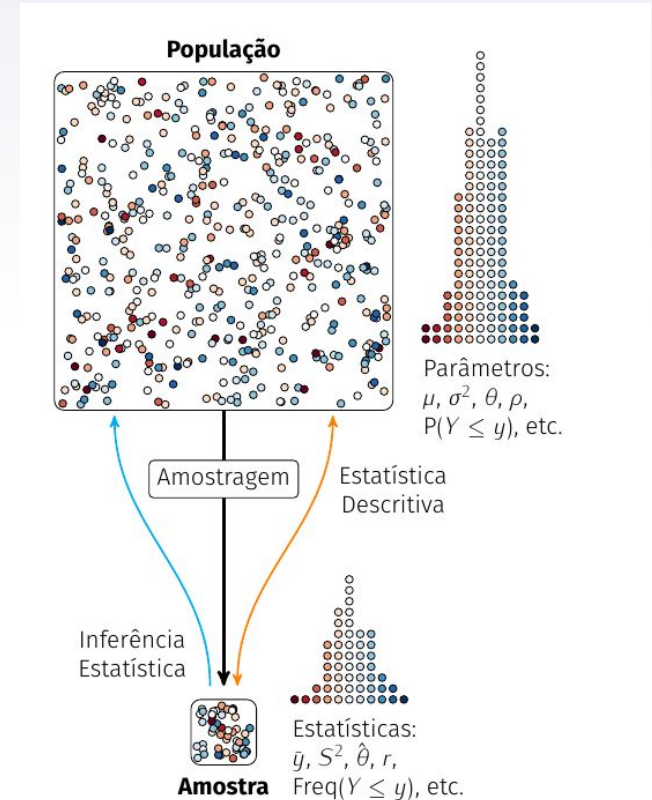 População
Parâmetros:
μ, σ², θ, ρ,
P(Y ≤ y), etc.
Amostragem
Estatística
Descritiva
Inferência
Estatística
Estatísticas:
ȳ, S², θ̂, r,
Freq(Y ≤ y), etc.
Amostra